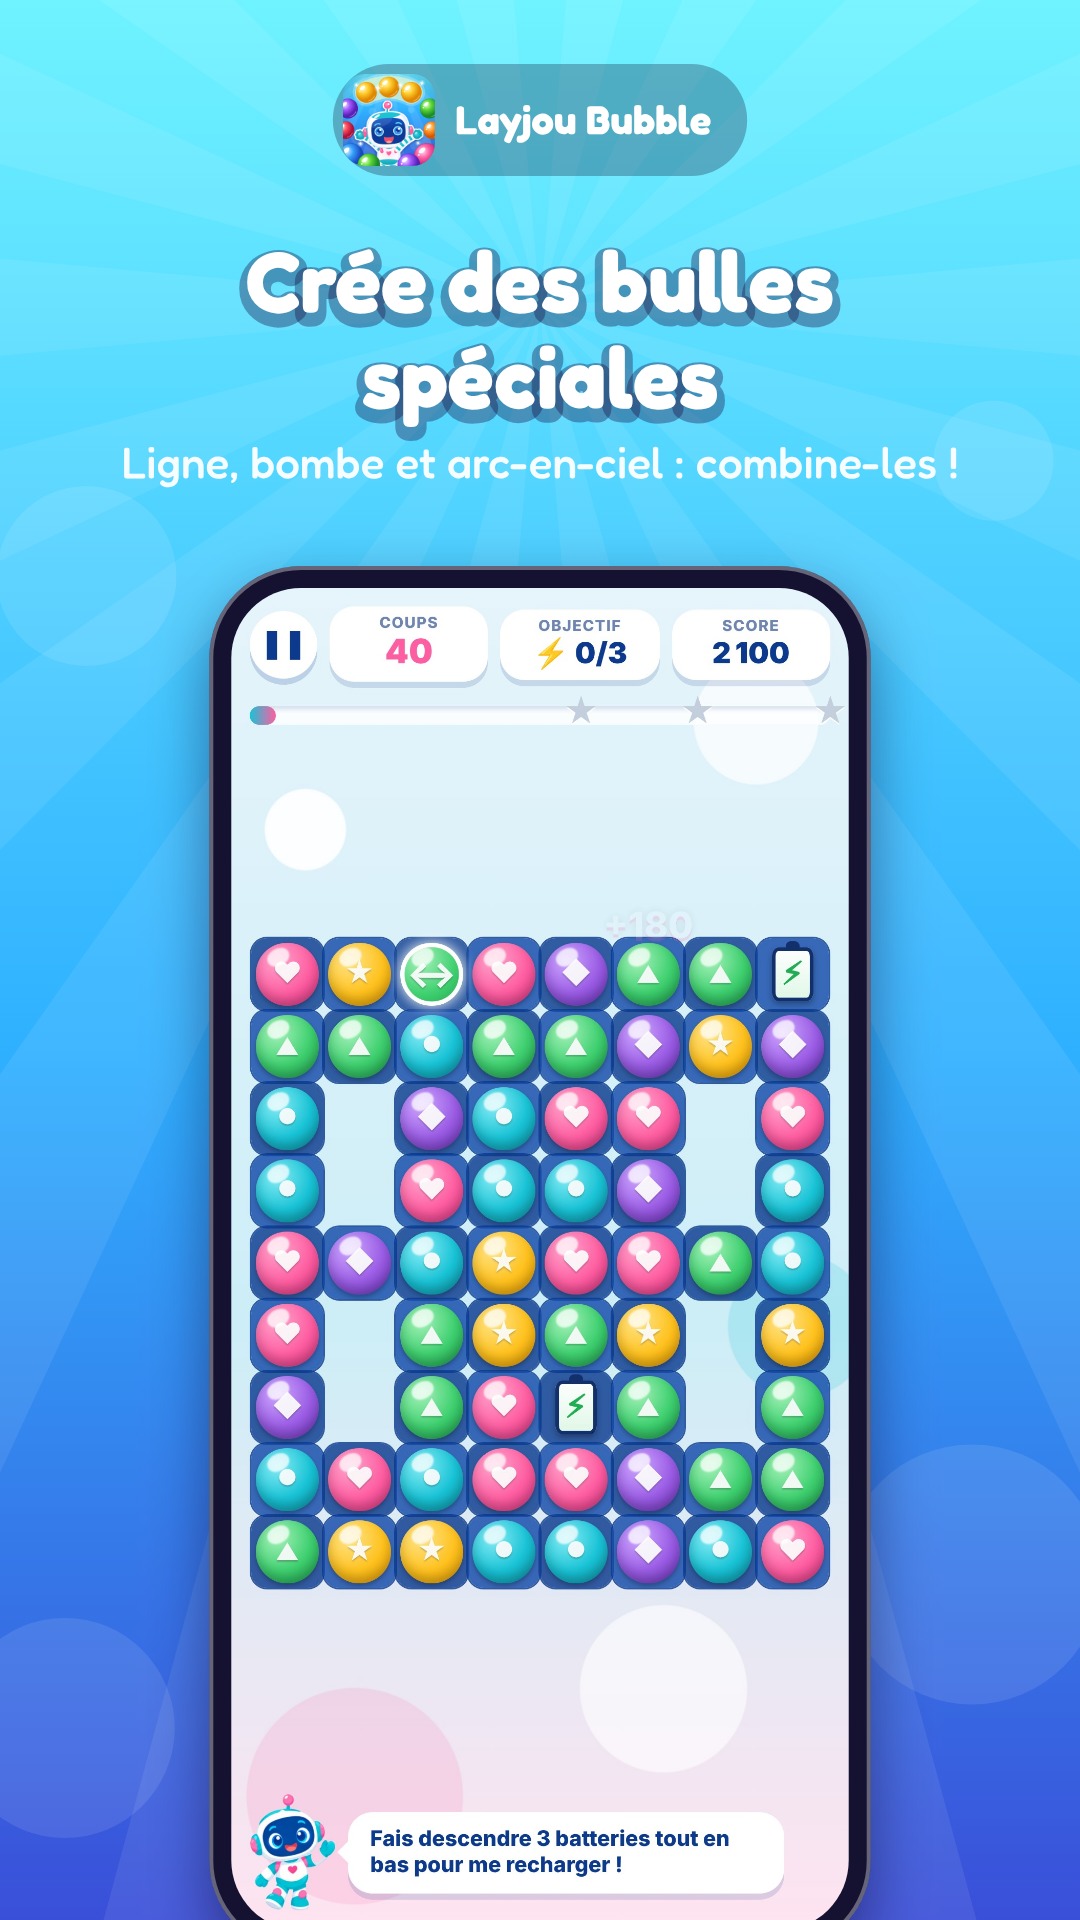 Layjou Bubble
Crée des bulles
spéciales
Ligne, bombe et arc-en-ciel : combine-les !
COUPS
40
OBJECTIF
⚡ 0/3
SCORE
2 100
+180
Fais descendre 3 batteries tout en
bas pour me recharger !